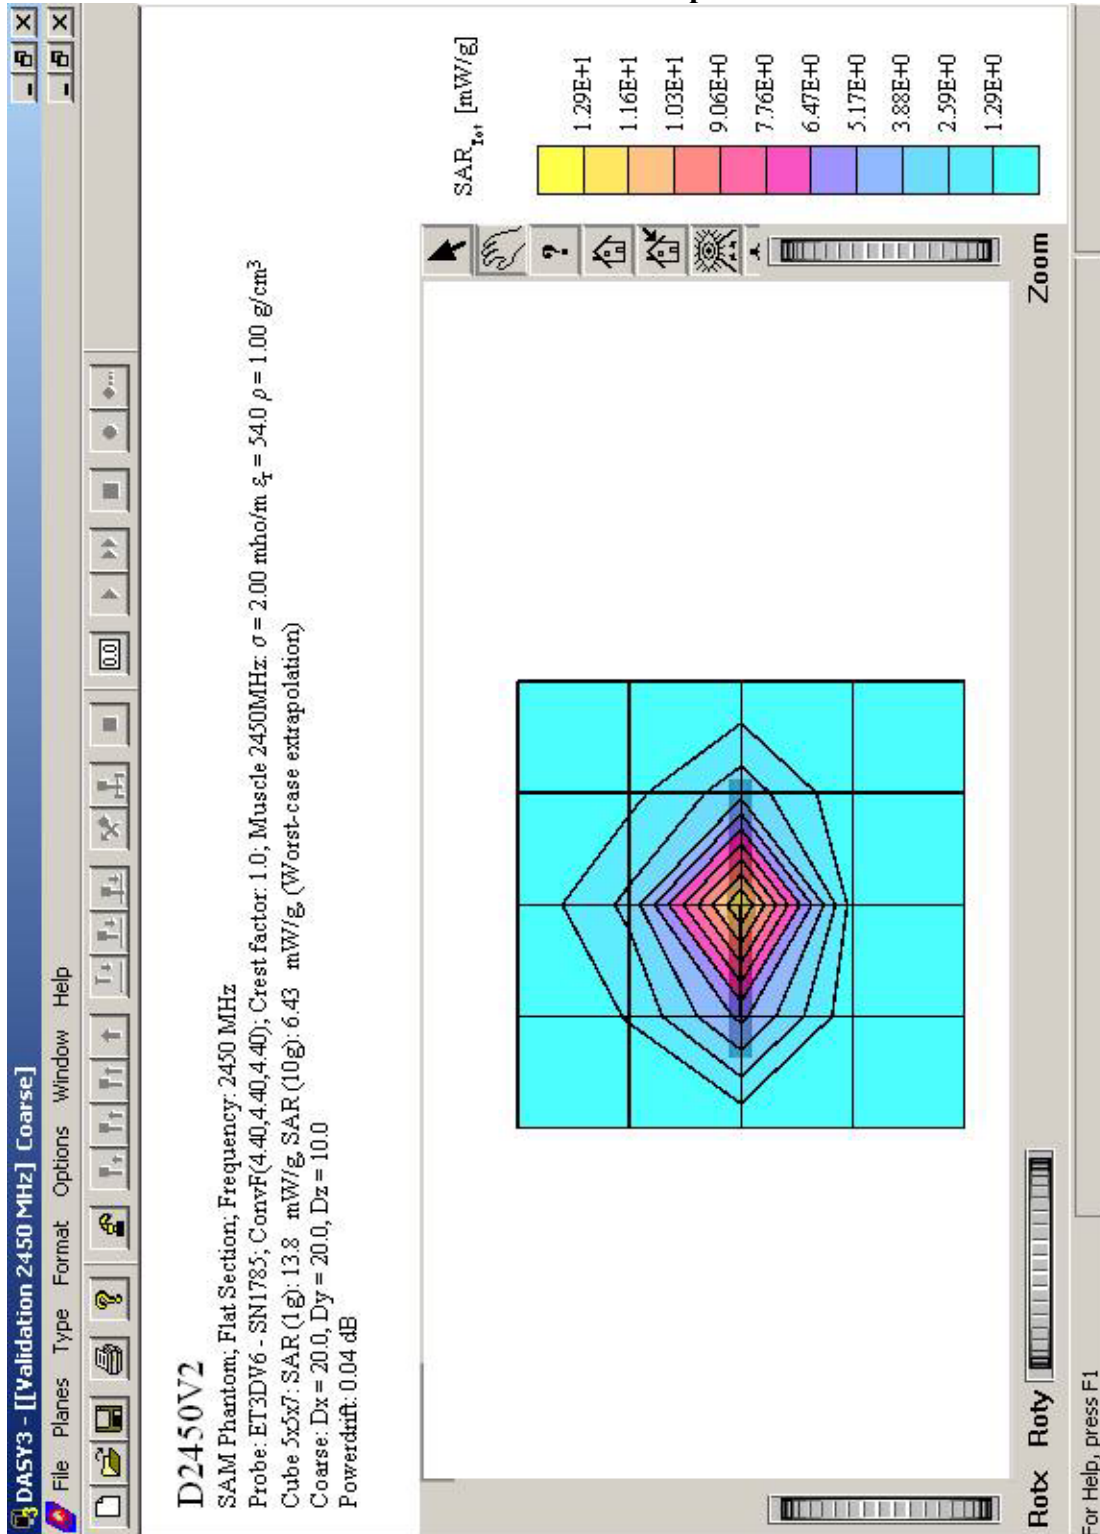 DASY3 - [[Validation 2450 MHz] Coarse]
File Planes Type Format Options Window Help
0.0
D2450V2
SAM Phantom; Flat Section; Frequency: 2450 MHz
Probe: ET3DV6 - SN1785; ConvF(4.40,4.40,4.40); Crest factor: 1.0; Muscle 2450MHz: σ = 2.00 mho/m εr = 54.0 ρ = 1.00 g/cm³
Cube 5x5x7: SAR (1g): 13.8 mW/g, SAR (10g): 6.43 mW/g, (Worst-case extrapolation)
Coarse: Dx = 20.0, Dy = 20.0, Dz = 10.0
Powerdrift: 0.04 dB
SARTot [mW/g]
1.29E+1
1.16E+1
1.03E+1
9.06E+0
7.76E+0
6.47E+0
5.17E+0
3.88E+0
2.59E+0
1.29E+0
Rotx Roty Zoom
For Help, press F1